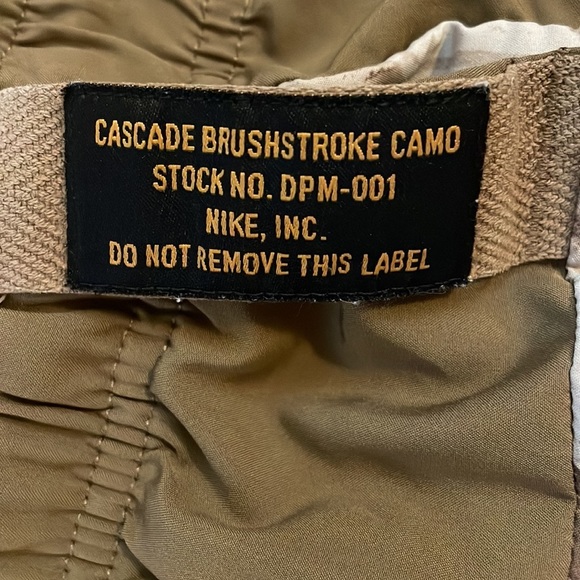 CASCADE BRUSHSTROKE CAMO
STOCK NO. DPM-001
NIKE, INC.
DO NOT REMOVE THIS LABEL